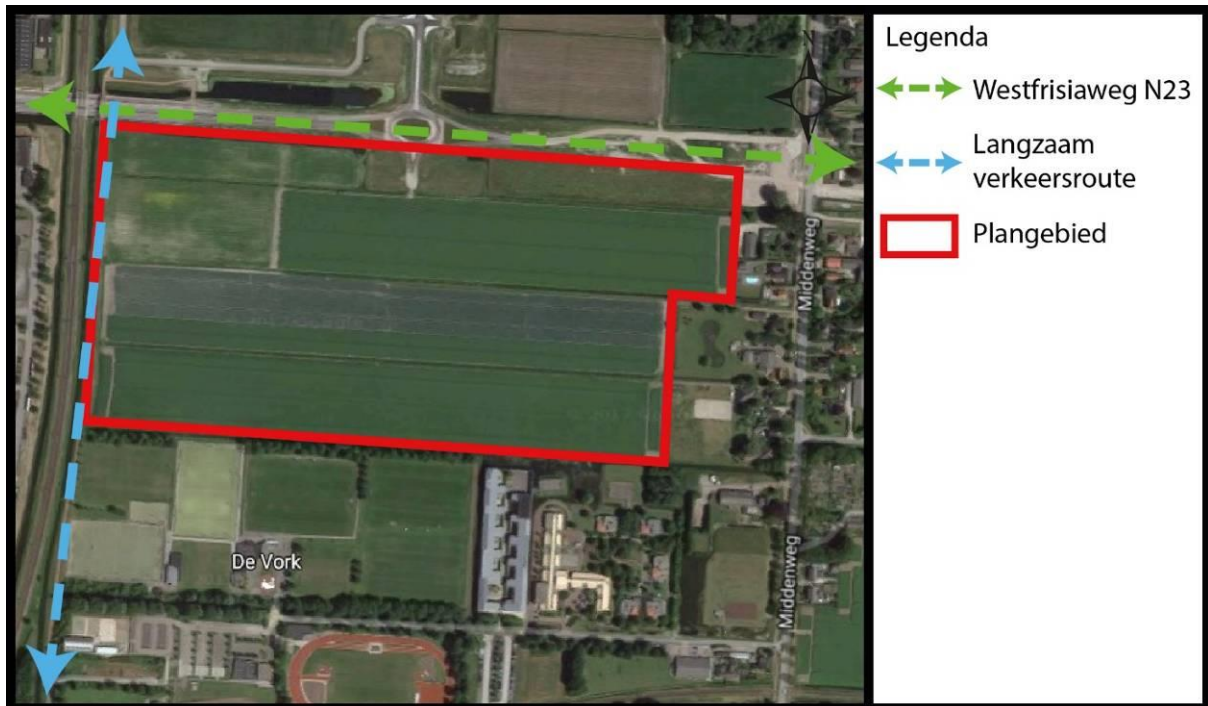 Legenda
Westfrisiaweg N23
Langzaam
verkeersroute
Plangebied
Middenweg
De Vork
Middenweg